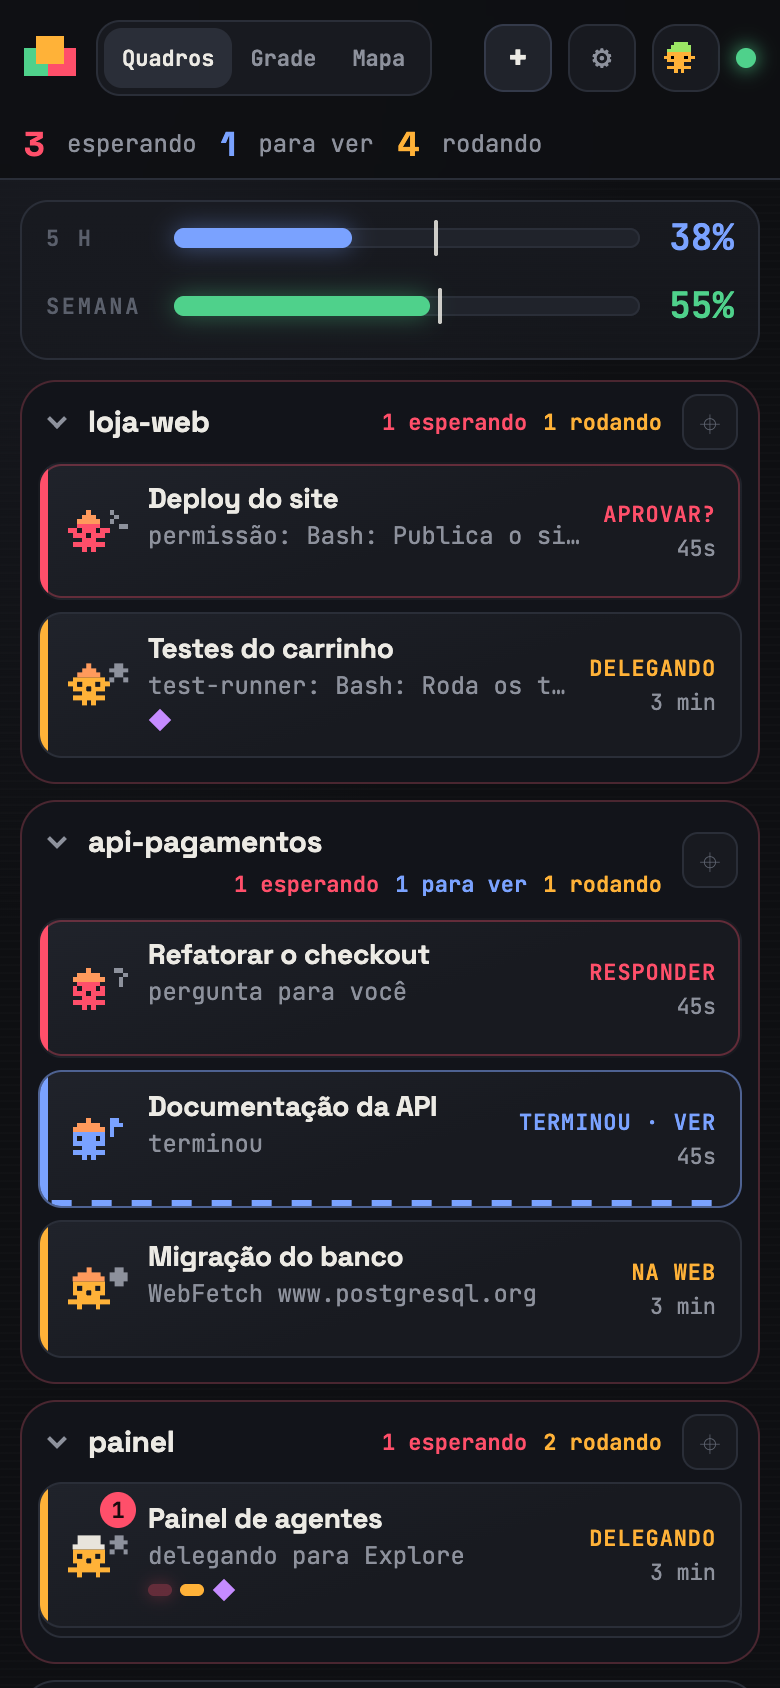 Quadros Grade Mapa +
3 esperando 1 para ver 4 rodando
5 H 38%
SEMANA 55%
loja-web 1 esperando 1 rodando
Deploy do site
APROVAR?
permissão: Bash: Publica o si…
45s
Testes do carrinho
DELEGANDO
test-runner: Bash: Roda os t…
3 min
api-pagamentos
1 esperando 1 para ver 1 rodando
Refatorar o checkout
RESPONDER
pergunta para você
45s
Documentação da API
TERMINOU · VER
terminou
45s
Migração do banco
NA WEB
WebFetch www.postgresql.org
3 min
painel 1 esperando 2 rodando
1
Painel de agentes
DELEGANDO
delegando para Explore
3 min